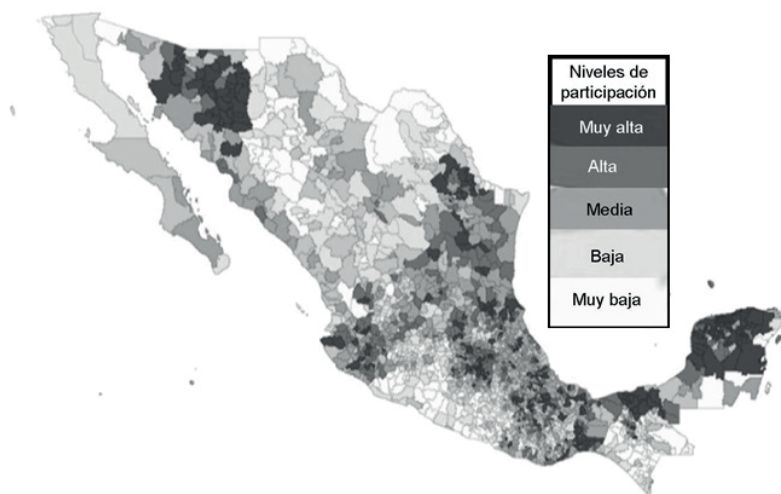 Niveles de
participación
Muy alta
Alta
Media
Baja
Muy baja